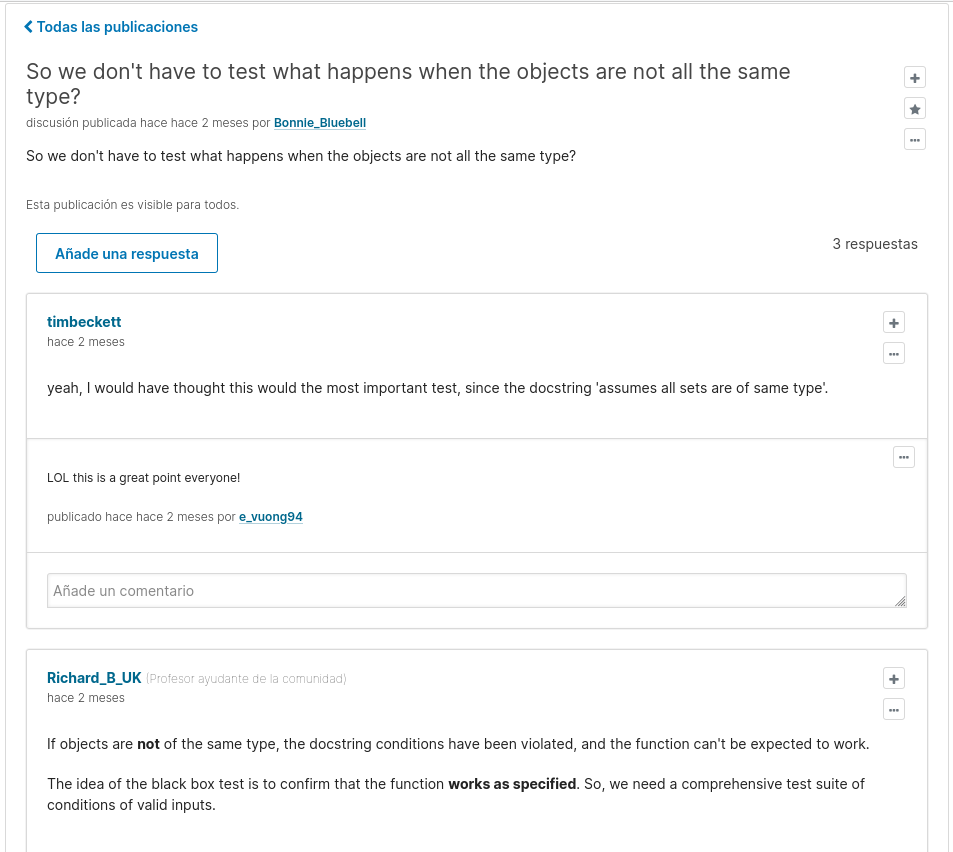 Todas las publicaciones
So we don't have to test what happens when the objects are not all the same
type?
discusión publicada hace hace 2 meses por Bonnie_Bluebell
So we don't have to test what happens when the objects are not all the same type?
Esta publicación es visible para todos.
Añade una respuesta
3 respuestas
timbeckett
hace 2 meses
yeah, I would have thought this would the most important test, since the docstring 'assumes all sets are of same type'.
LOL this is a great point everyone!
publicado hace hace 2 meses por e_vuong94
Añade un comentario
Richard_B_UK (Profesor ayudante de la comunidad)
hace 2 meses
If objects are not of the same type, the docstring conditions have been violated, and the function can't be expected to work.
The idea of the black box test is to confirm that the function works as specified. So, we need a comprehensive test suite of
conditions of valid inputs.